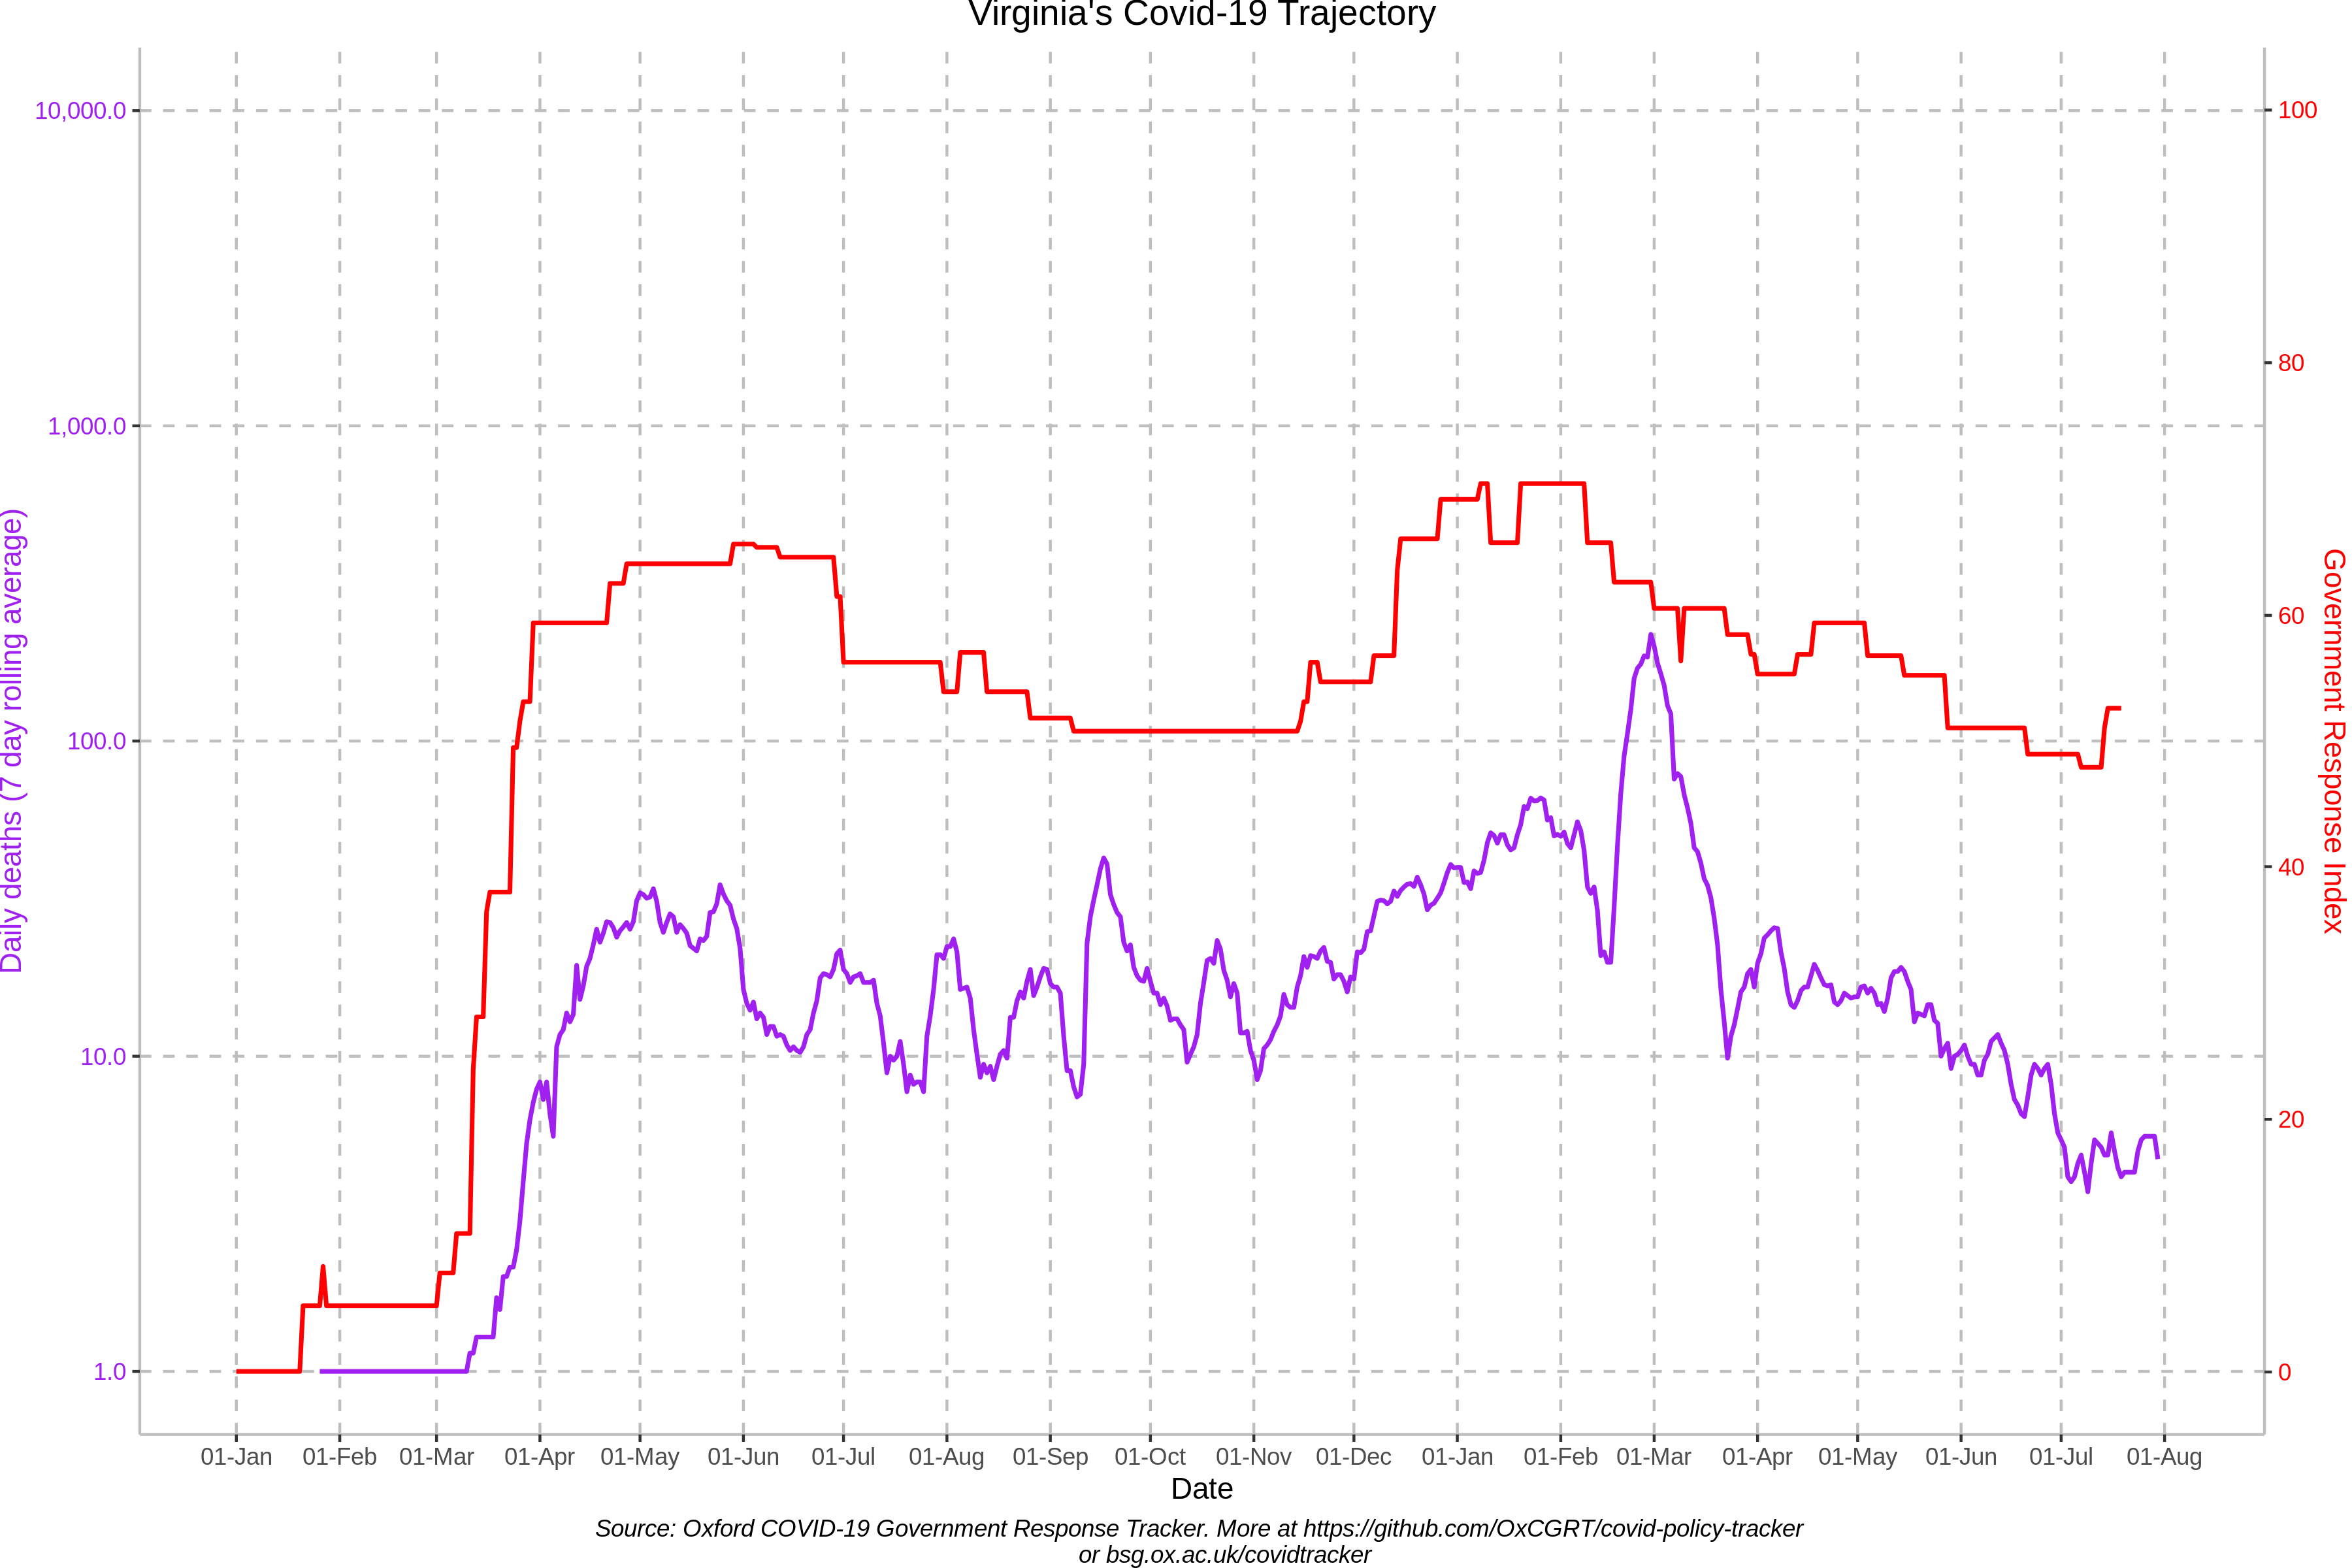 Virginia's Covid-19 Trajectory
10,000.0
1,000.0
100.0
10.0
1.0
Daily deaths (7 day rolling average)
100
80
60
40
20
0
Government Response Index
01-Jan 01-Feb 01-Mar 01-Apr 01-May 01-Jun 01-Jul 01-Aug 01-Sep 01-Oct 01-Nov 01-Dec 01-Jan 01-Feb 01-Mar 01-Apr 01-May 01-Jun 01-Jul 01-Aug
Date
Source: Oxford COVID-19 Government Response Tracker. More at https://github.com/OxCGRT/covid-policy-tracker
or bsg.ox.ac.uk/covidtracker